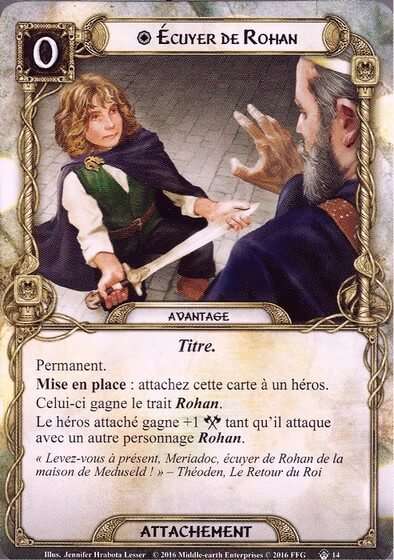 0
Écuyer de Rohan
AVANTAGE
Titre.
Permanent.
Mise en place : attachez cette carte à un héros.
Celui-ci gagne le trait Rohan.
Le héros attaché gagne +1 tant qu'il attaque
avec un autre personnage Rohan.
« Levez-vous à présent, Meriadoc, écuyer de Rohan de la
maison de Meduseld ! » – Théoden, Le Retour du Roi
ATTACHEMENT
Illus. Jennifer Hrabota Lesser © 2016 Middle-earth Enterprises © 2016 FFG 14